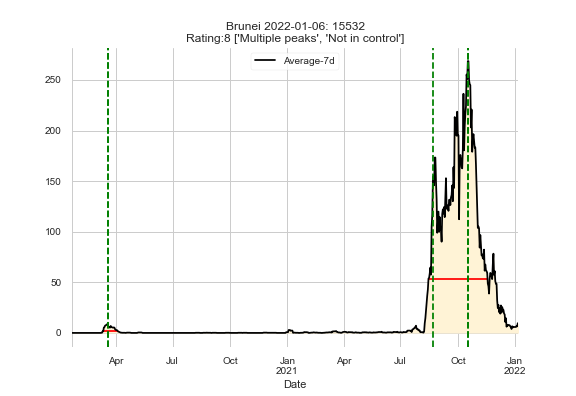 Brunei 2022-01-06: 15532
Rating:8 ['Multiple peaks', 'Not in control']
Average-7d
250
200
150
100
50
0
Apr Jul Oct Jan Apr Jul Oct Jan
2021 2022
Date